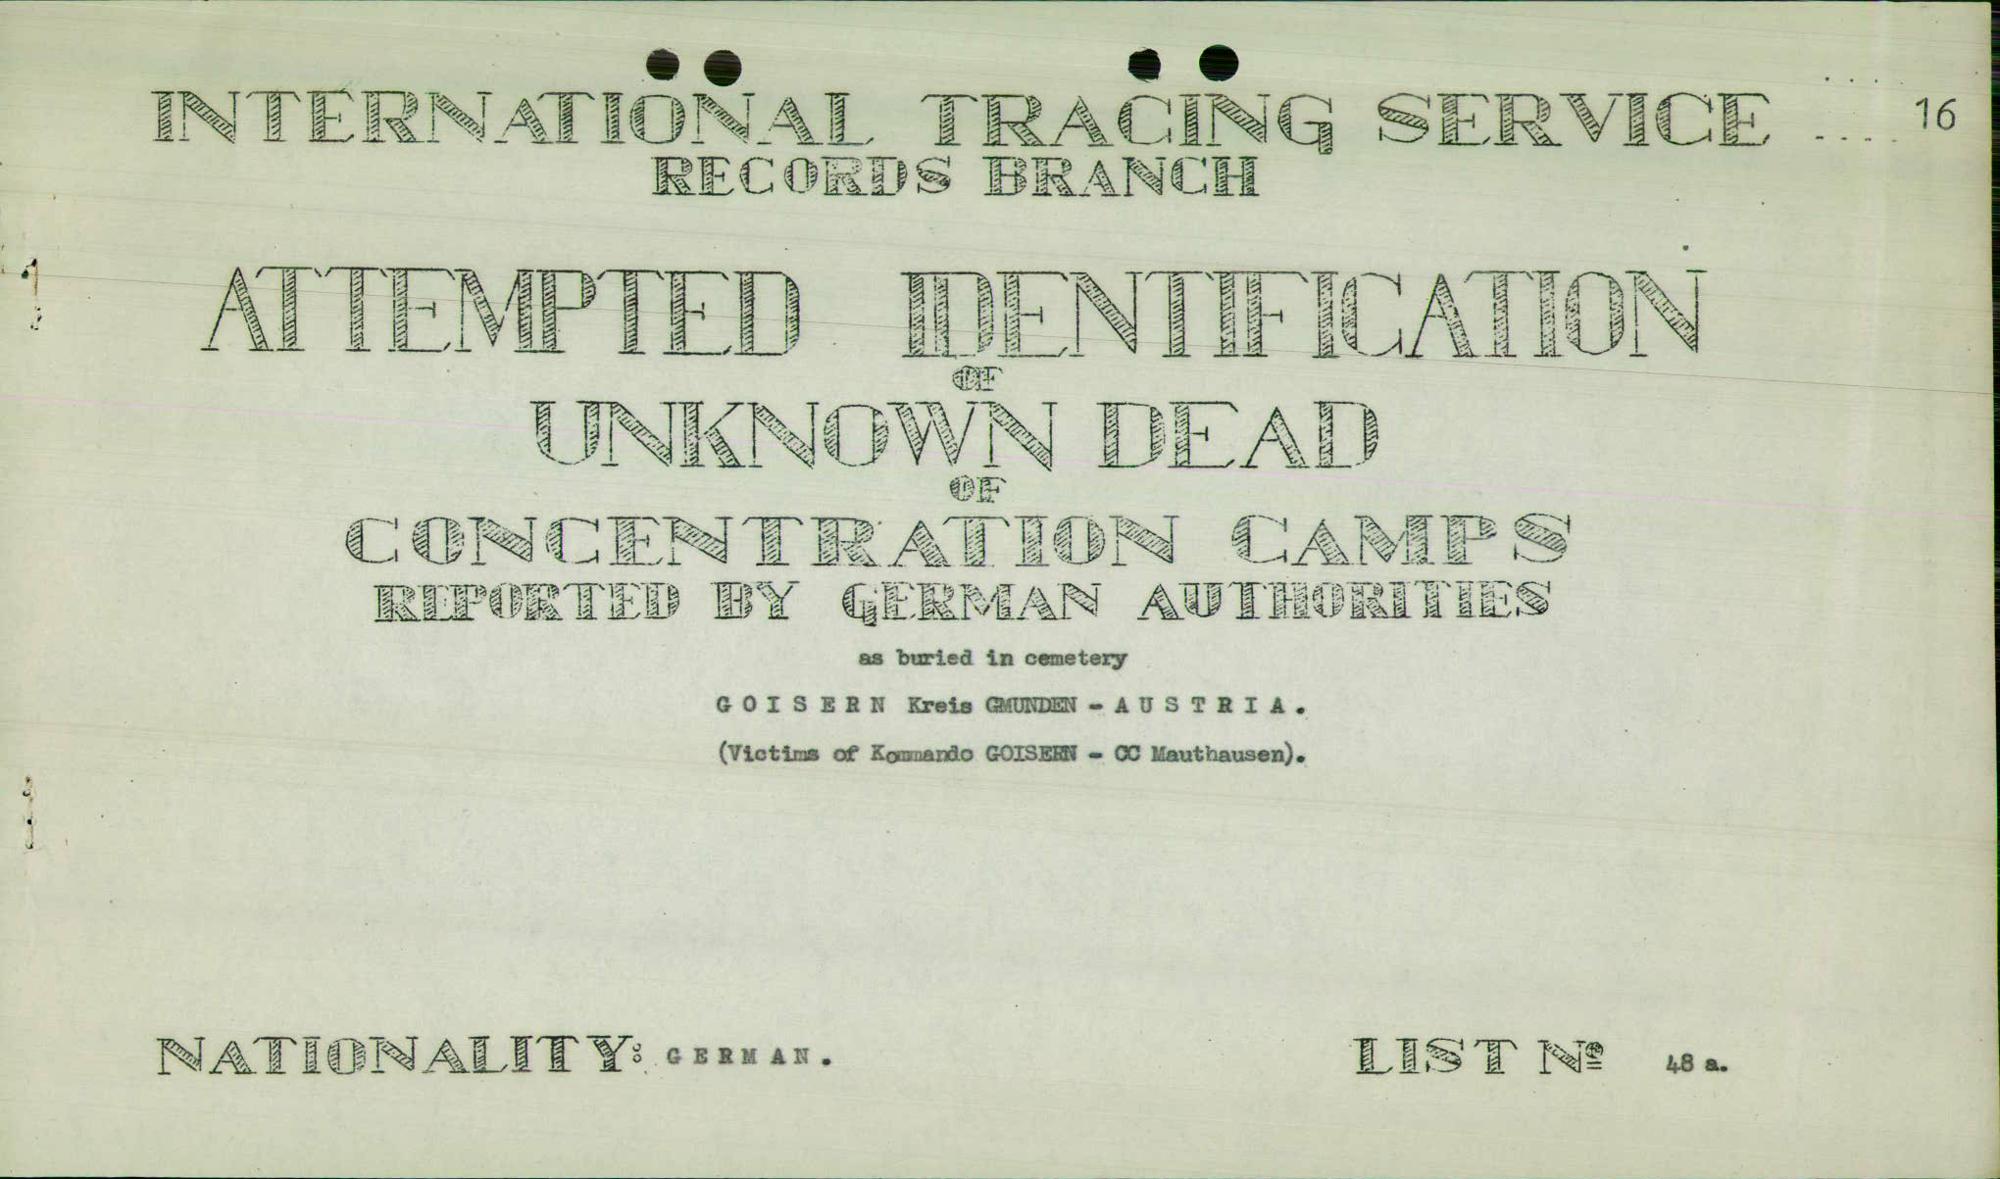 INTERNATIONAL TRACING SERVICE
16
RECORDS BRANCH
ATTEMPTED IDENTIFICATION
OF
UNKNOWN DEAD
OF
CONCENTRATION CAMPS
REPORTED BY GERMAN AUTHORITIES
as buried in cemetery
G O I S E R N Kreis GMUNDEN - A U S T R I A .
(Victims of Kommando GOISERN - CC Mauthausen).
NATIONALITY: G E R M A N .
LIST Nº 48 a.